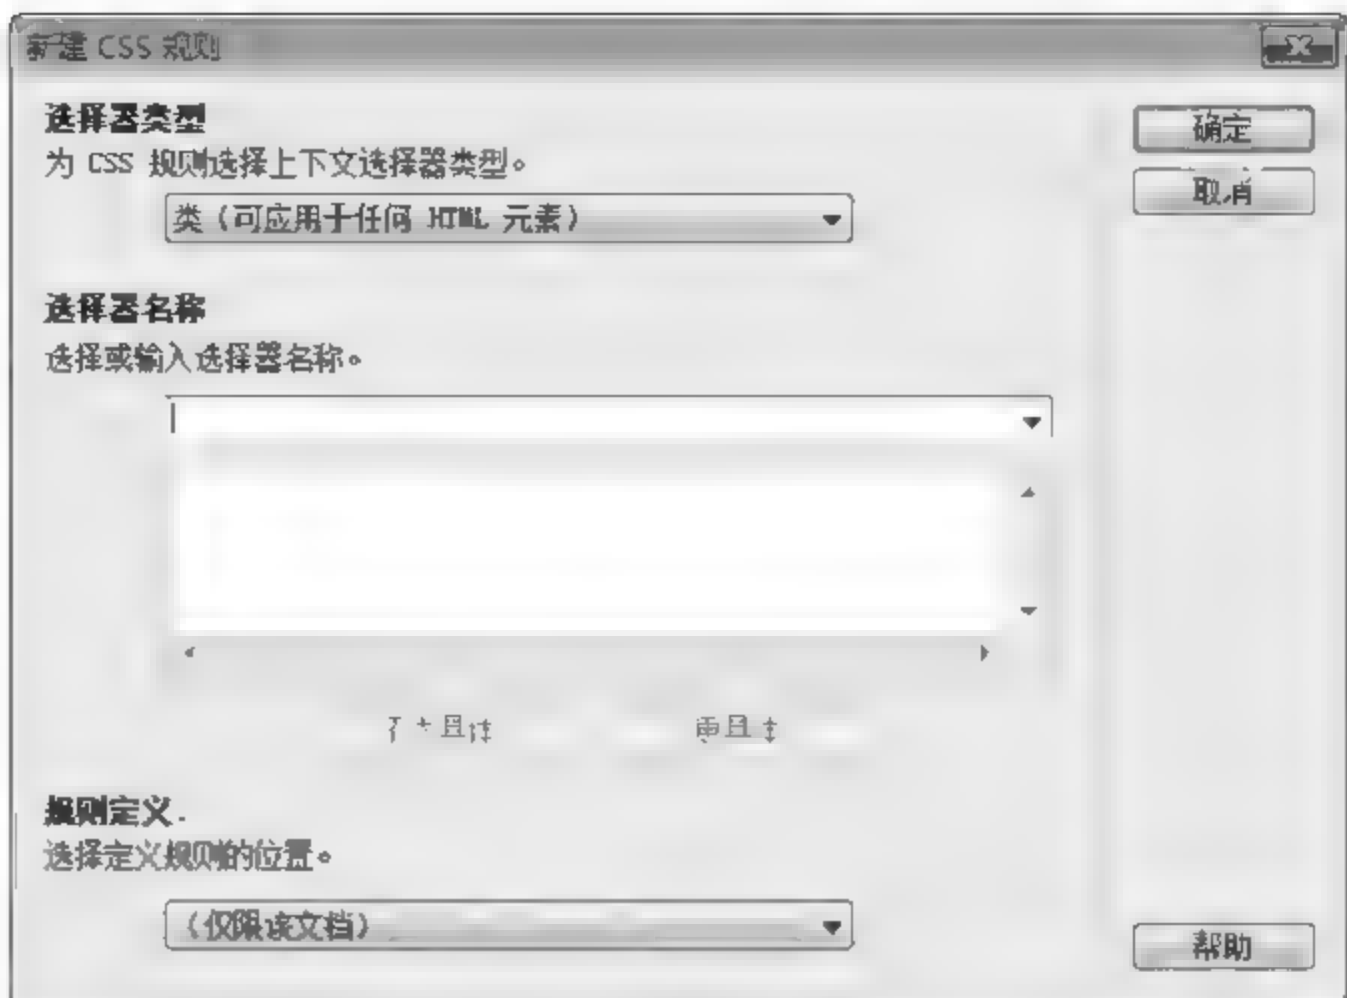 新建 CSS 规则
选择器类型
确定
为 CSS 规则选择上下文选择器类型。
取消
类（可应用于任何 HTML 元素）
选择器名称
选择或输入选择器名称。
规则定义
选择定义规则的位置。
（仅限该文档）
帮助